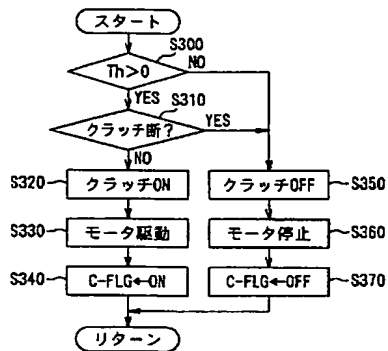 スタート
S300
Th>0
NO
YES
S310
クラッチ断?
YES
NO
S320
クラッチON
クラッチOFF
S350
S330
モータ駆動
モータ停止
S360
S340
C-FLG←ON
C-FLG←OFF
S370
リターン